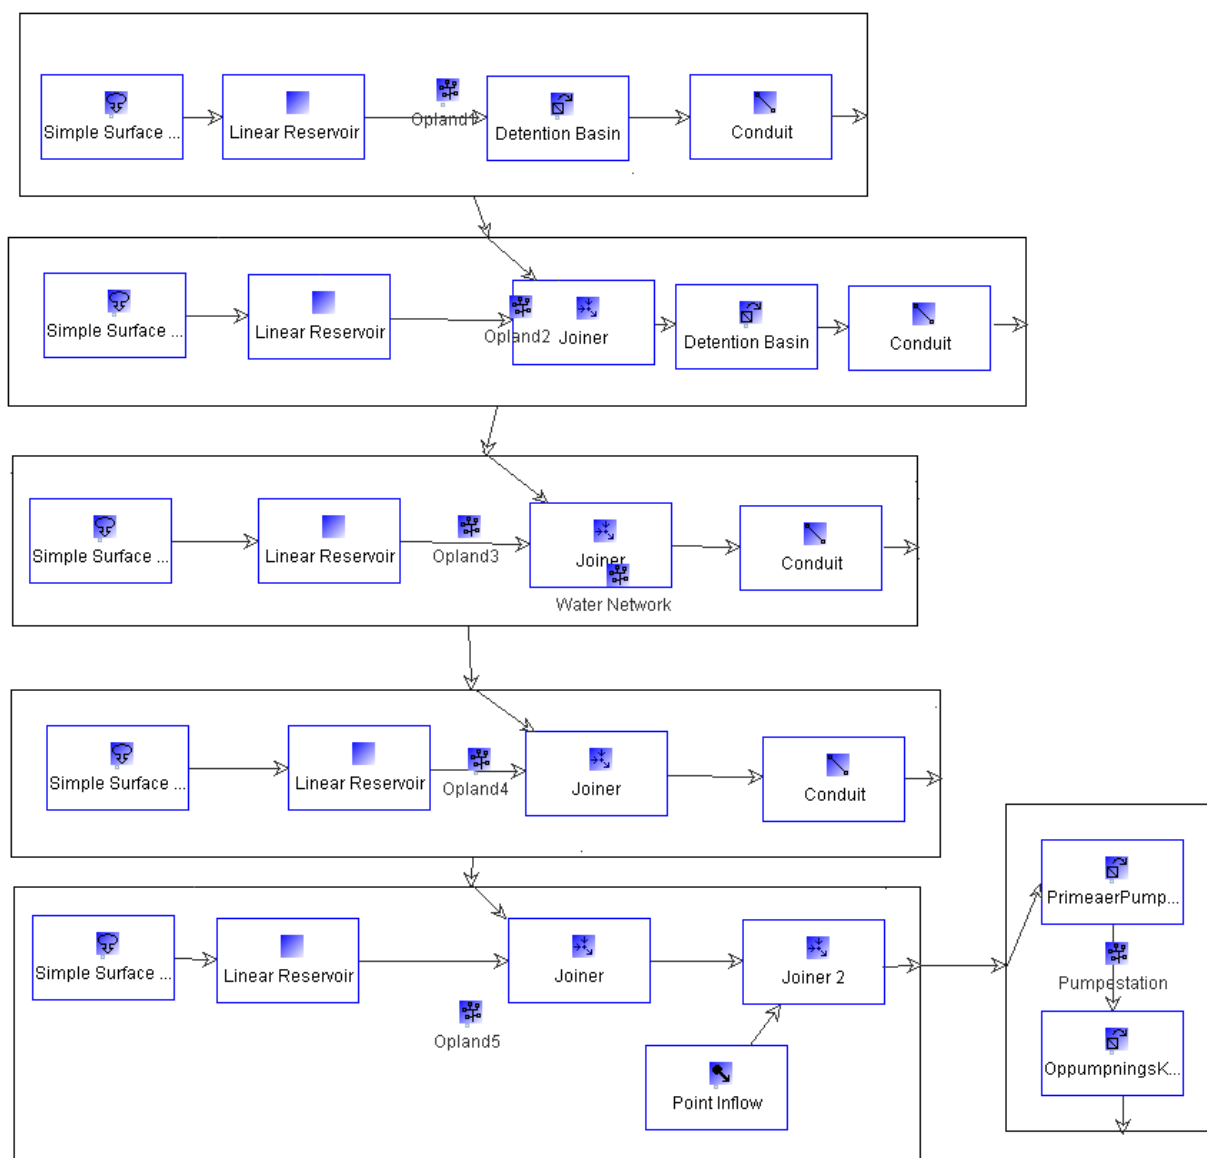 Opland1
Simple Surface ...
Linear Reservoir
Detention Basin
Conduit
Opland2
Simple Surface ...
Linear Reservoir
Joiner
Detention Basin
Conduit
Opland3
Simple Surface ...
Linear Reservoir
Joiner
Conduit
Water Network
Simple Surface ...
Linear Reservoir
Opland4
Joiner
Conduit
Simple Surface ...
Linear Reservoir
Joiner
Joiner 2
Opland5
Point Inflow
PrimeaerPump...
Pumpestation
OppumpningsK...